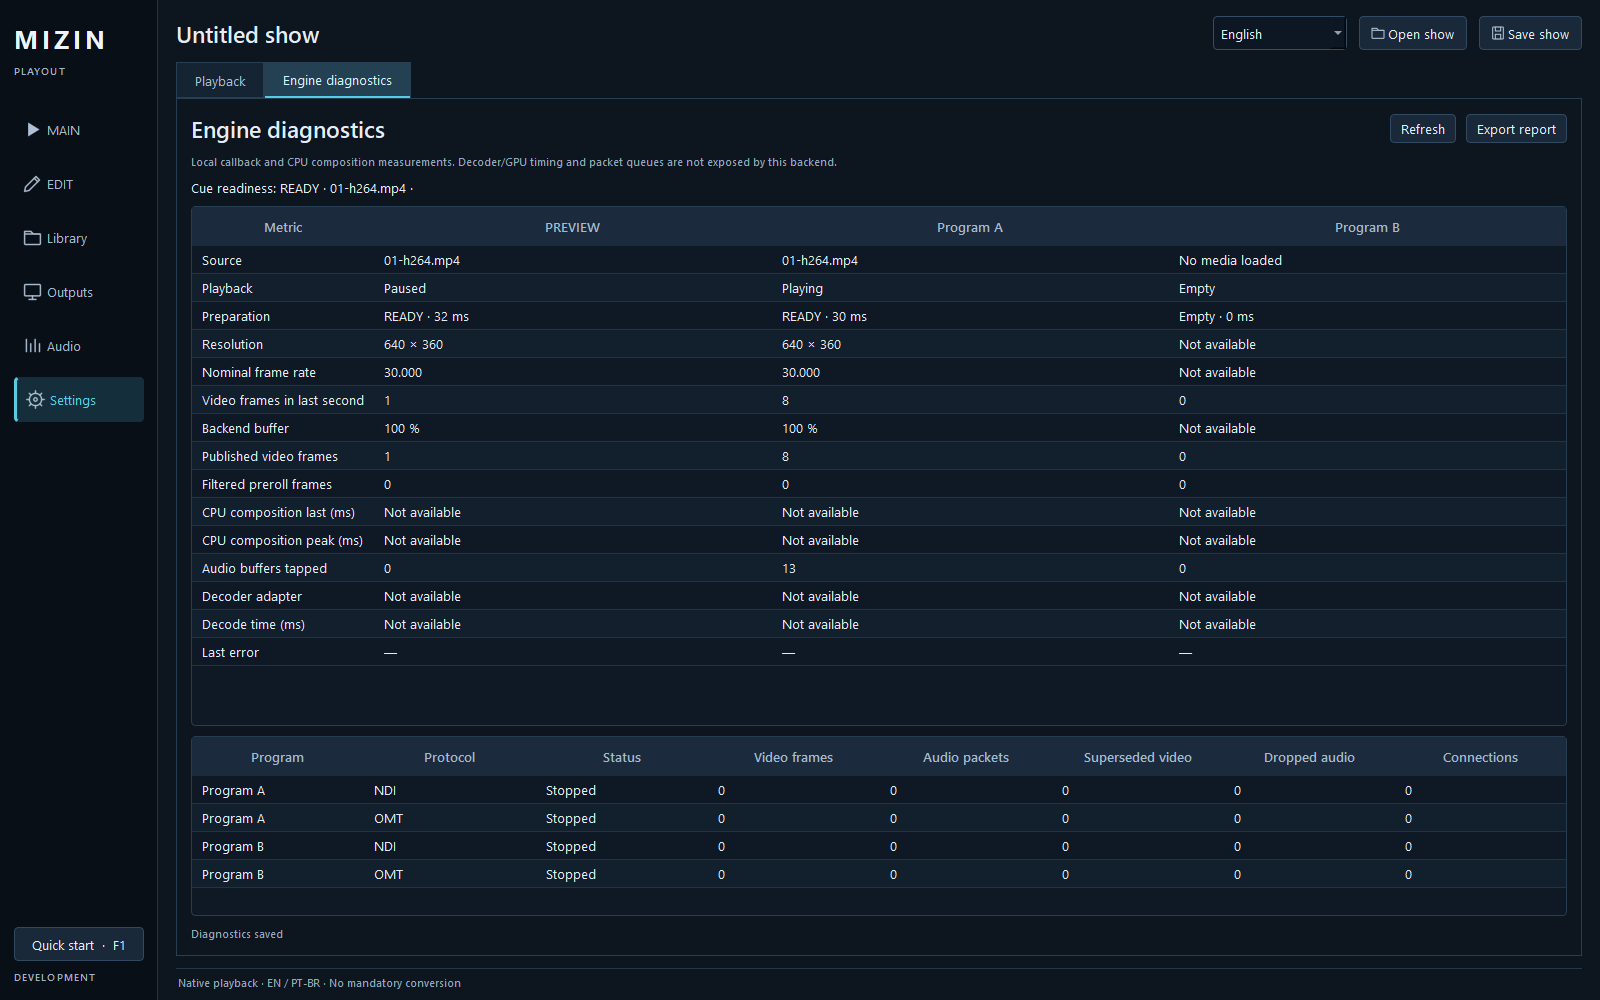 MIZIN
PLAYOUT
MAIN
EDIT
Library
Outputs
Audio
Settings
Quick start · F1
DEVELOPMENT
Untitled show
English
Open show
Save show
Playback
Engine diagnostics
Engine diagnostics
Refresh
Export report
Local callback and CPU composition measurements. Decoder/GPU timing and packet queues are not exposed by this backend.
Cue readiness: READY · 01-h264.mp4 ·
Metric PREVIEW Program A Program B
Source 01-h264.mp4 01-h264.mp4 No media loaded
Playback Paused Playing Empty
Preparation READY · 32 ms READY · 30 ms Empty · 0 ms
Resolution 640 × 360 640 × 360 Not available
Nominal frame rate 30.000 30.000 Not available
Video frames in last second 1 8 0
Backend buffer 100 % 100 % Not available
Published video frames 1 8 0
Filtered preroll frames 0 0 0
CPU composition last (ms) Not available Not available Not available
CPU composition peak (ms) Not available Not available Not available
Audio buffers tapped 0 13 0
Decoder adapter Not available Not available Not available
Decode time (ms) Not available Not available Not available
Last error — — —
Program Protocol Status Video frames Audio packets Superseded video Dropped audio Connections
Program A NDI Stopped 0 0 0 0 0
Program A OMT Stopped 0 0 0 0 0
Program B NDI Stopped 0 0 0 0 0
Program B OMT Stopped 0 0 0 0 0
Diagnostics saved
Native playback · EN / PT-BR · No mandatory conversion